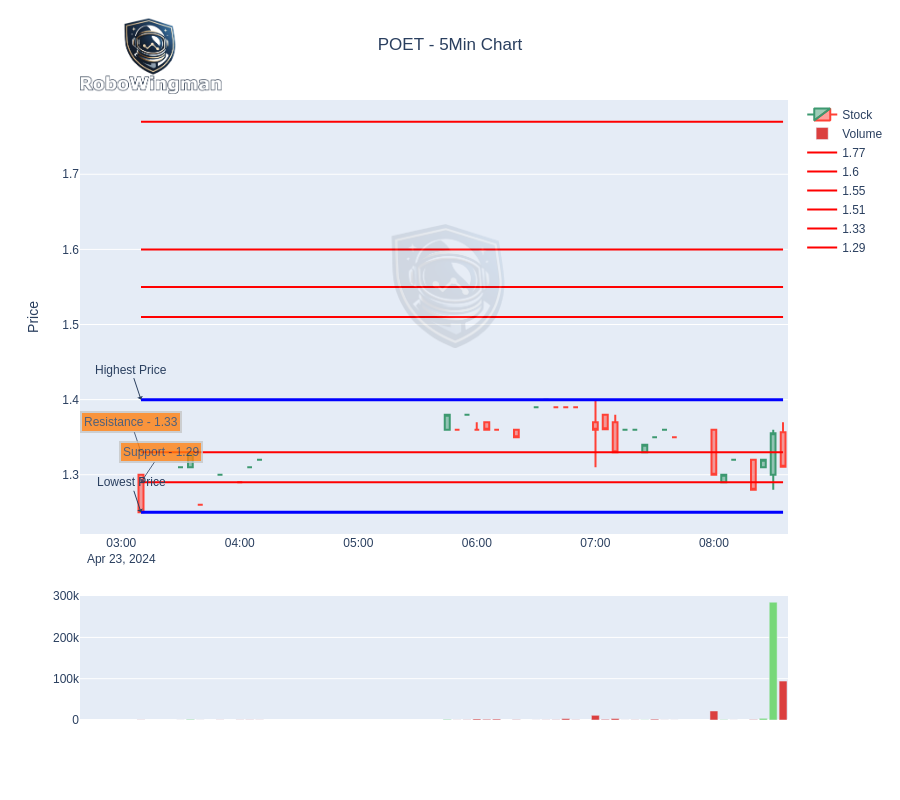 RoboWingman
POET - 5Min Chart
Stock
Volume
1.77
1.6
1.55
1.51
1.33
1.29
Price
1.7
1.6
1.5
1.4
1.3
Highest Price
Resistance - 1.33
Support - 1.29
Lowest Price
03:00
04:00
05:00
06:00
07:00
08:00
Apr 23, 2024
300k
200k
100k
0